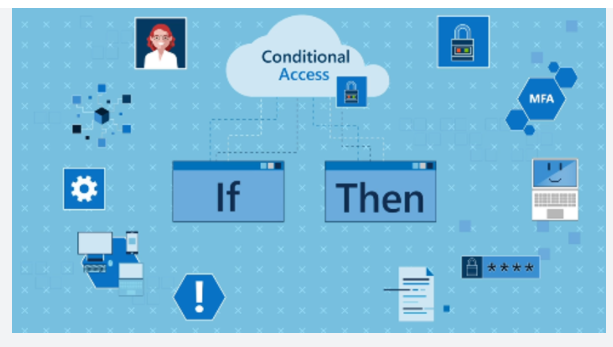 Conditional
Access
MFA
If
Then
!
****